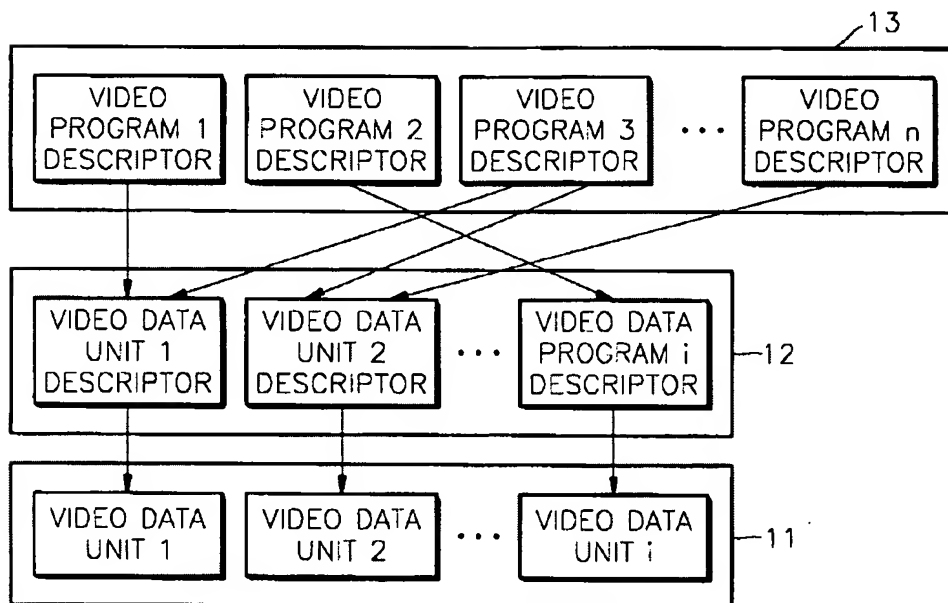 13
VIDEO
PROGRAM 1
DESCRIPTOR
VIDEO
PROGRAM 2
DESCRIPTOR
VIDEO
PROGRAM 3
DESCRIPTOR
...
VIDEO
PROGRAM n
DESCRIPTOR
VIDEO DATA
UNIT 1
DESCRIPTOR
VIDEO DATA
UNIT 2
DESCRIPTOR
...
VIDEO DATA
PROGRAM i
DESCRIPTOR
12
VIDEO DATA
UNIT 1
VIDEO DATA
UNIT 2
...
VIDEO DATA
UNIT i
11